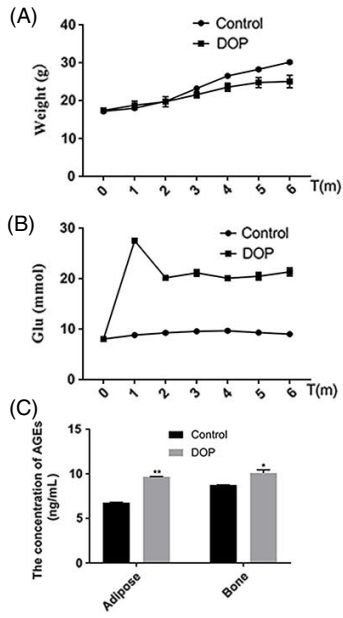 (A)
Control
DOP
Weight (g)
40
30
20
10
0
0 1 2 3 4 5 6 T(m)
(B)
Control
DOP
Glu (mmol)
30
20
10
0
0 1 2 3 4 5 6 T(m)
(C)
Control
DOP
The concentration of AGEs
(ng/mL)
15
10
5
0
**
*
Adipose
Bone